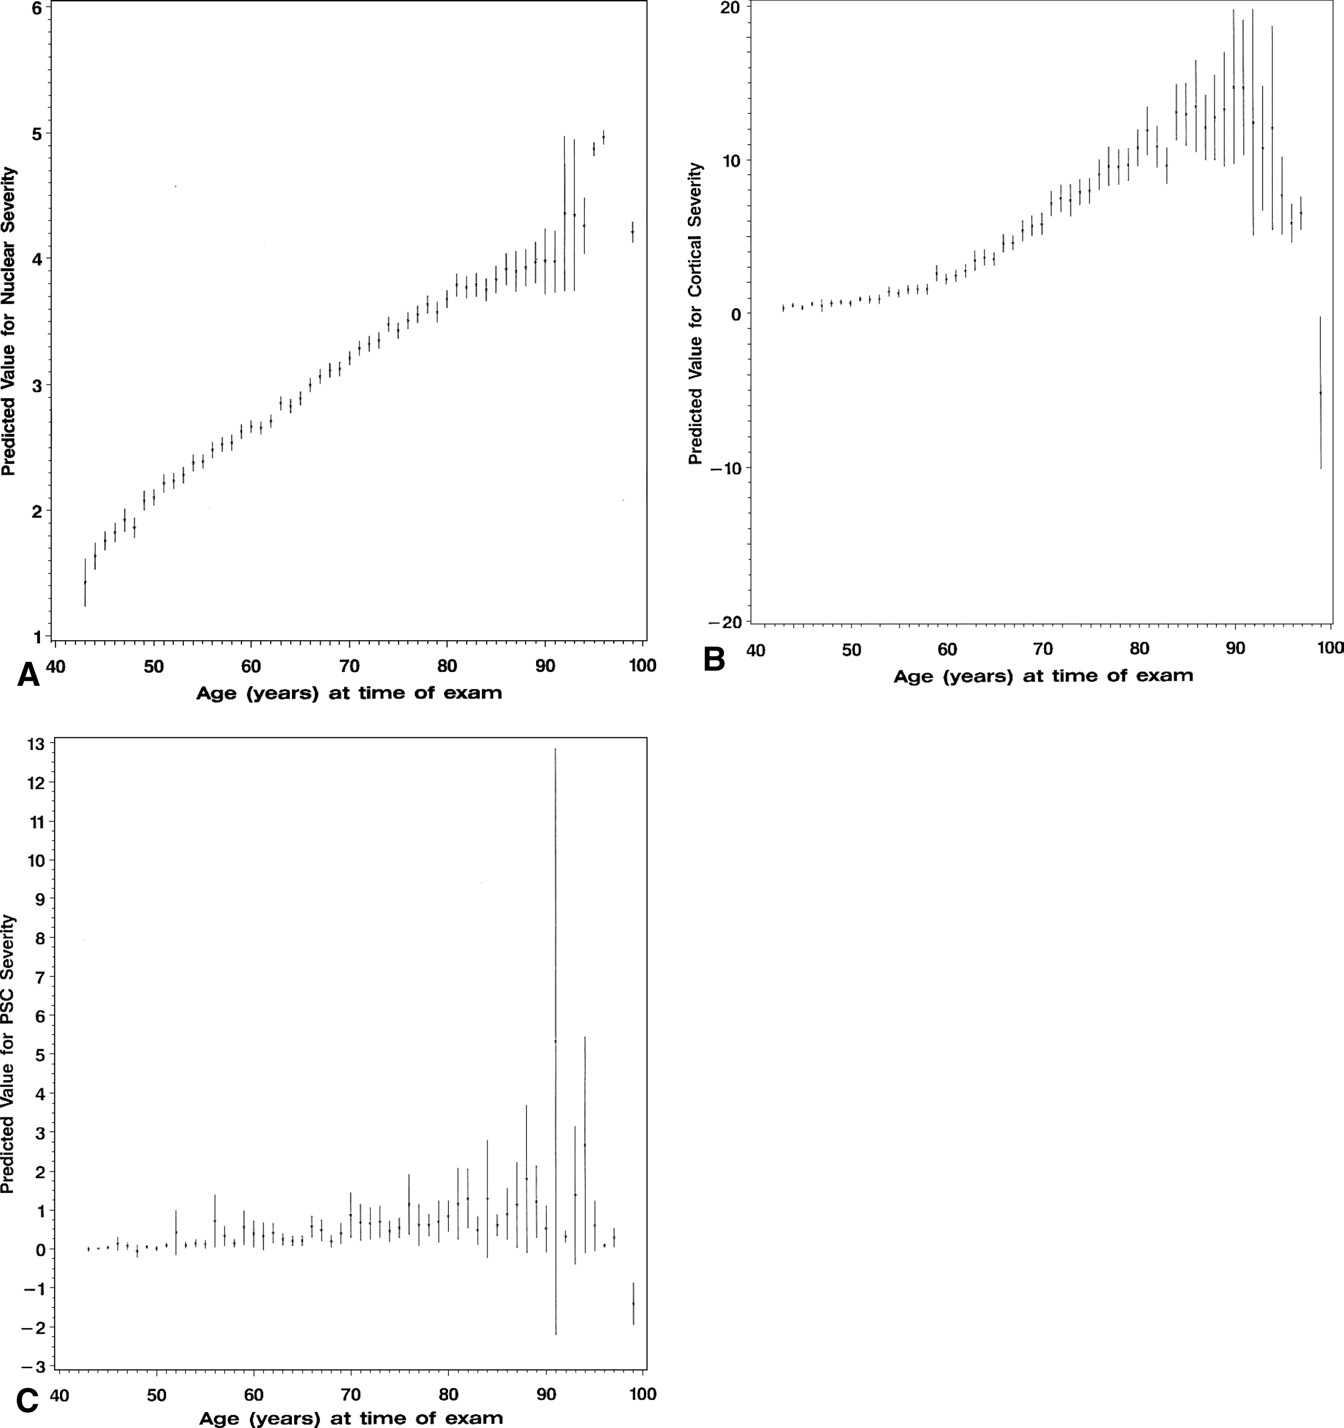 6
5
4
3
2
1
Predicted Value for Nuclear Severity
40 50 60 70 80 90 100
Age (years) at time of exam
A
20
10
0
−10
−20
Predicted Value for Cortical Severity
40 50 60 70 80 90 100
Age (years) at time of exam
B
13
12
11
10
9
8
7
6
5
4
3
2
1
0
−1
−2
−3
Predicted Value for PSC Severity
40 50 60 70 80 90 100
Age (years) at time of exam
C